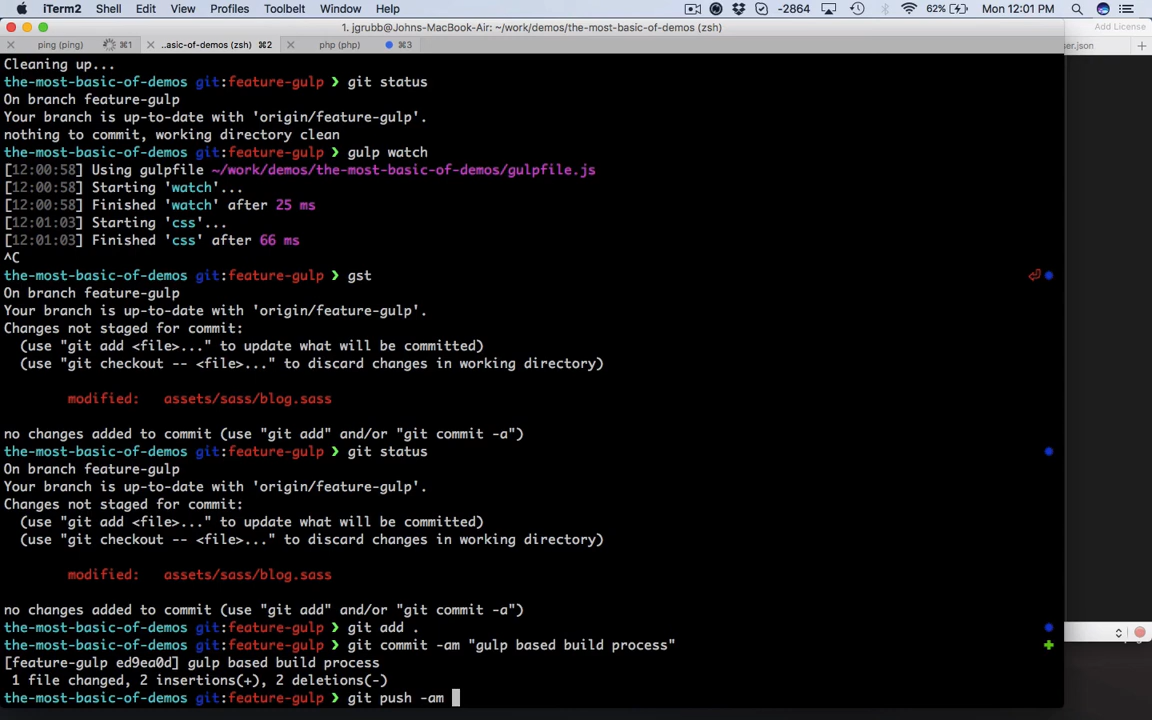 iTerm2 Shell Edit View Profiles Toolbelt Window Help -2864 62% Mon 12:01 PM
1. jgrubb@Johns-MacBook-Air: ~/work/demos/the-most-basic-of-demos (zsh)
Add License
ping (ping) ⌘1 ..asic-of-demos (zsh) ⌘2 php (php) ⌘3 er.json
Cleaning up...
the-most-basic-of-demos git:feature-gulp ❯ git status
On branch feature-gulp
Your branch is up-to-date with 'origin/feature-gulp'.
nothing to commit, working directory clean
the-most-basic-of-demos git:feature-gulp ❯ gulp watch
[12:00:58] Using gulpfile ~/work/demos/the-most-basic-of-demos/gulpfile.js
[12:00:58] Starting 'watch'...
[12:00:58] Finished 'watch' after 25 ms
[12:01:03] Starting 'css'...
[12:01:03] Finished 'css' after 66 ms
^C
the-most-basic-of-demos git:feature-gulp ❯ gst
On branch feature-gulp
Your branch is up-to-date with 'origin/feature-gulp'.
Changes not staged for commit:
(use "git add <file>..." to update what will be committed)
(use "git checkout -- <file>..." to discard changes in working directory)
modified: assets/sass/blog.sass
no changes added to commit (use "git add" and/or "git commit -a")
the-most-basic-of-demos git:feature-gulp ❯ git status
On branch feature-gulp
Your branch is up-to-date with 'origin/feature-gulp'.
Changes not staged for commit:
(use "git add <file>..." to update what will be committed)
(use "git checkout -- <file>..." to discard changes in working directory)
modified: assets/sass/blog.sass
no changes added to commit (use "git add" and/or "git commit -a")
the-most-basic-of-demos git:feature-gulp ❯ git add .
the-most-basic-of-demos git:feature-gulp ❯ git commit -am "gulp based build process"
[feature-gulp ed9ea0d] gulp based build process
1 file changed, 2 insertions(+), 2 deletions(-)
the-most-basic-of-demos git:feature-gulp ❯ git push -am